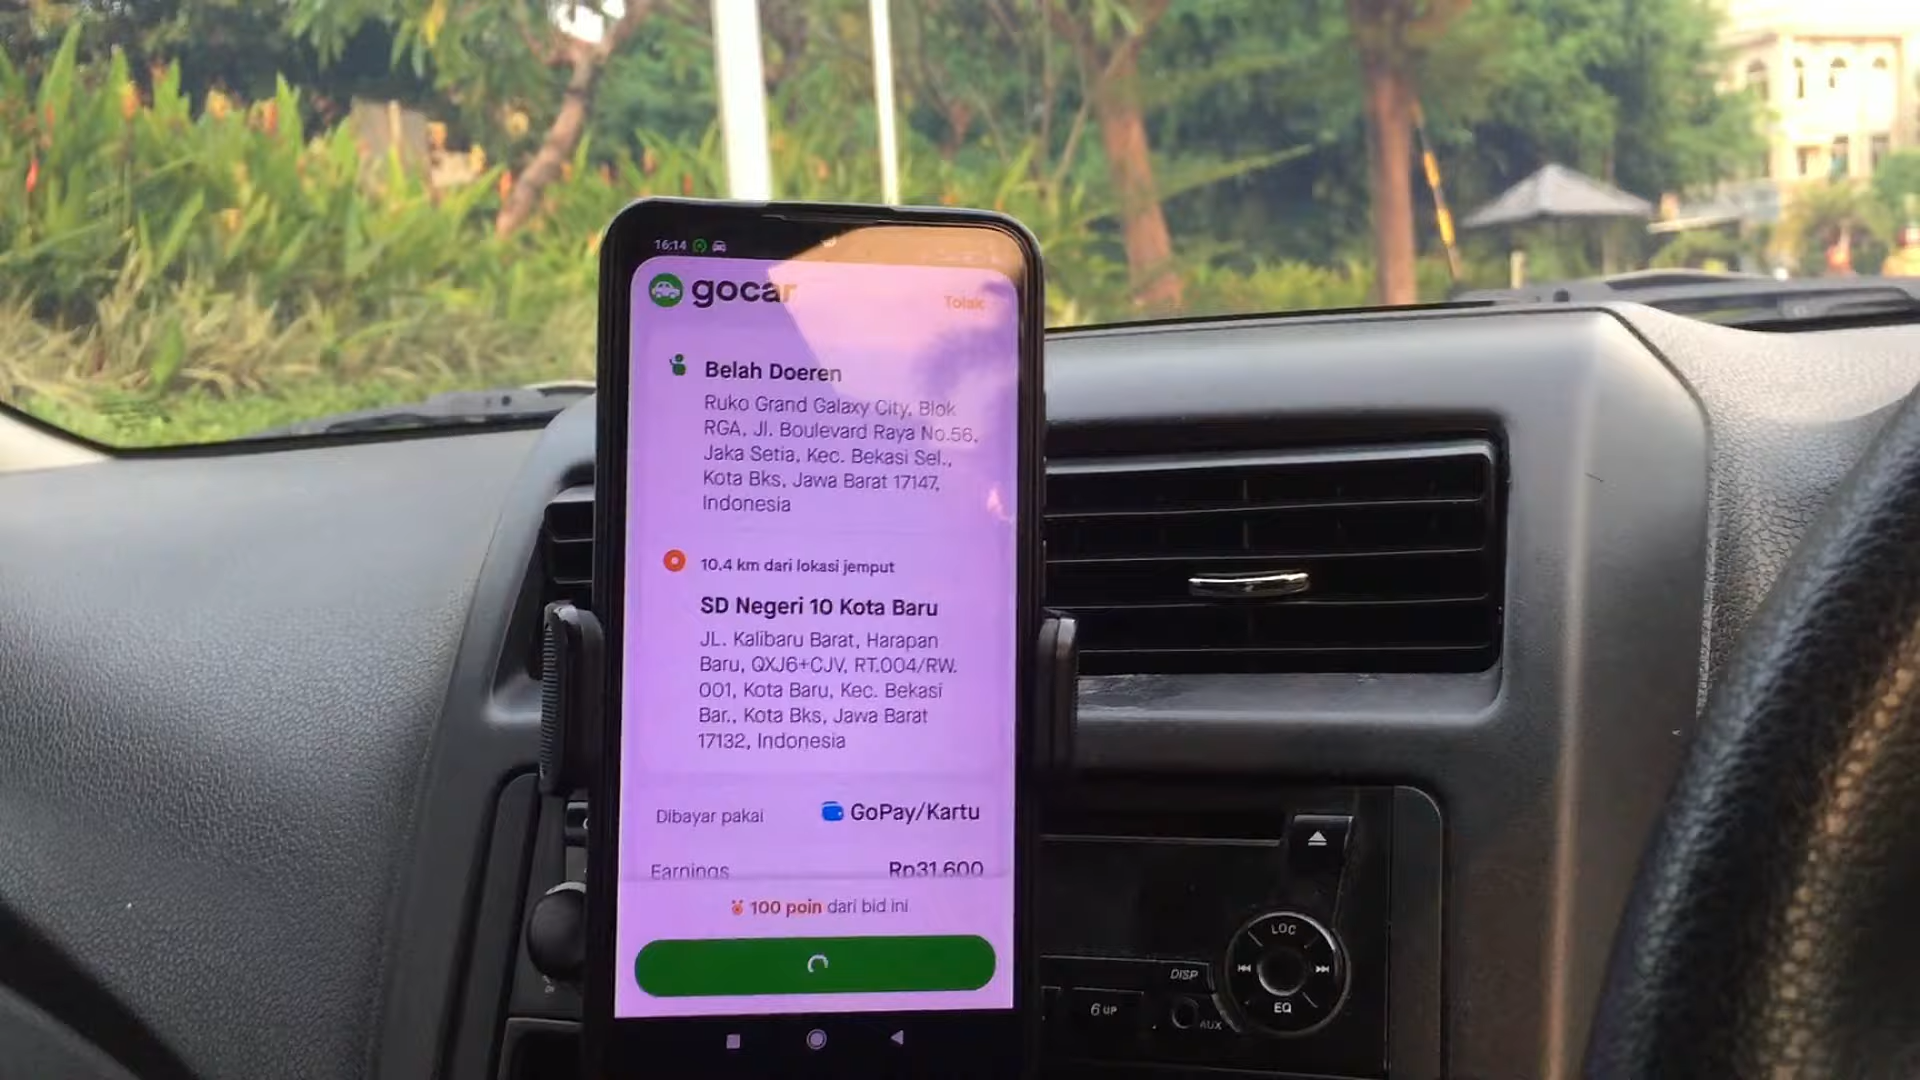 16:14
gocar
Tolak
Belah Doeren
Ruko Grand Galaxy City, Blok
RGA, Jl. Boulevard Raya No.56,
Jaka Setia, Kec. Bekasi Sel.,
Kota Bks, Jawa Barat 17147,
Indonesia
10.4 km dari lokasi jemput
SD Negeri 10 Kota Baru
JL. Kalibaru Barat, Harapan
Baru, QXJ6+CJV, RT.004/RW.
001, Kota Baru, Kec. Bekasi
Bar., Kota Bks, Jawa Barat
17132, Indonesia
Dibayar pakai GoPay/Kartu
Earnings Rp31.600
100 poin dari bid ini
LOC
DISP
EQ
6 UP
AUX